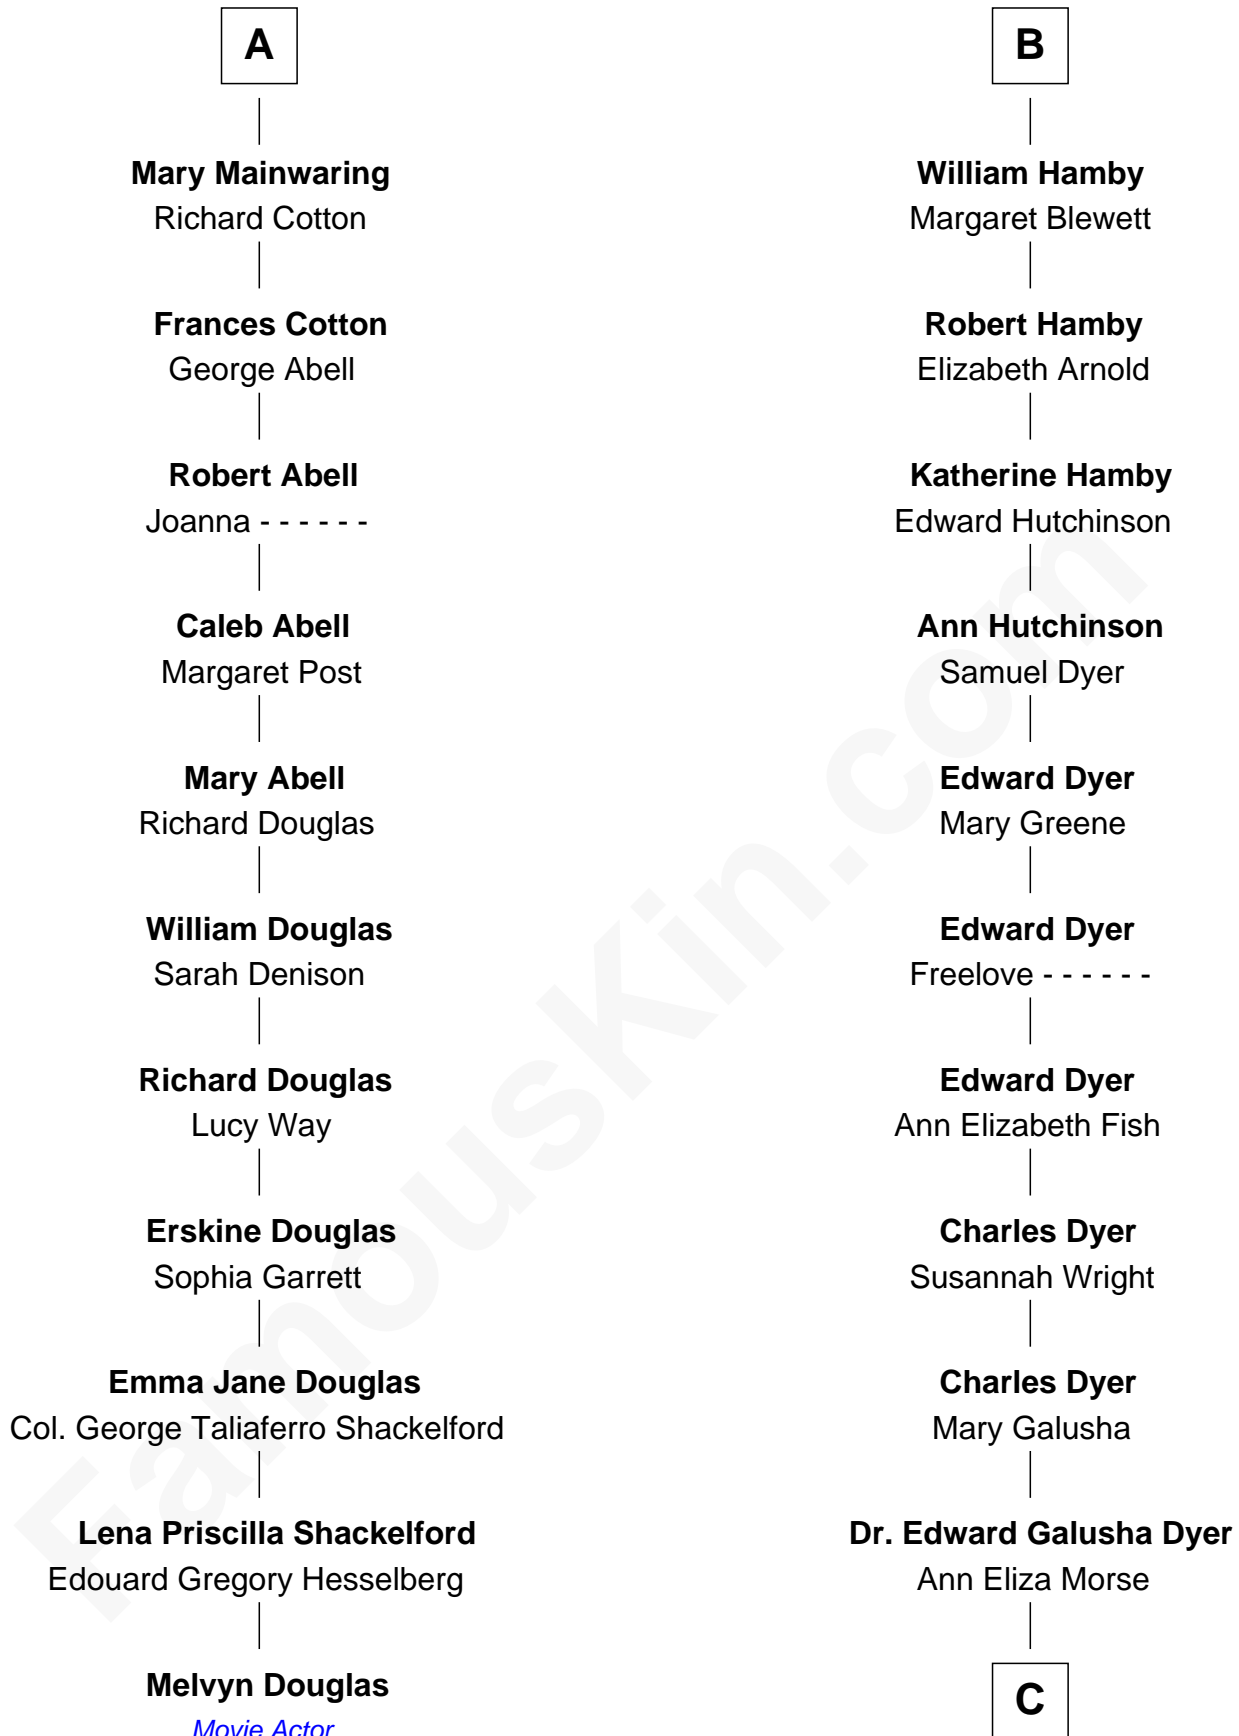 A
Mary Mainwaring
Richard Cotton
Frances Cotton
George Abell
Robert Abell
Joanna - - - - - -
Caleb Abell
Margaret Post
Mary Abell
Richard Douglas
William Douglas
Sarah Denison
Richard Douglas
Lucy Way
Erskine Douglas
Sophia Garrett
Emma Jane Douglas
Col. George Taliaferro Shackelford
Lena Priscilla Shackelford
Edouard Gregory Hesselberg
Melvyn Douglas
Movie Actor
B
William Hamby
Margaret Blewett
Robert Hamby
Elizabeth Arnold
Katherine Hamby
Edward Hutchinson
Ann Hutchinson
Samuel Dyer
Edward Dyer
Mary Greene
Edward Dyer
Freelove - - - - - -
Edward Dyer
Ann Elizabeth Fish
Charles Dyer
Susannah Wright
Charles Dyer
Mary Galusha
Dr. Edward Galusha Dyer
Ann Eliza Morse
C
FamousKin.com